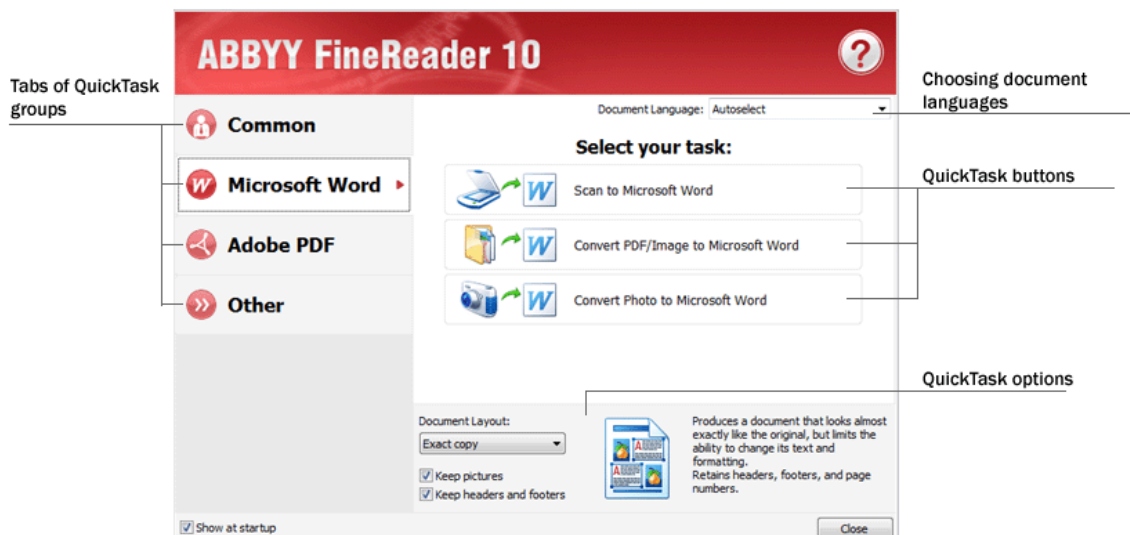 ABBYY FineReader 10
?
Tabs of QuickTask
groups
Choosing document
languages
Document Language: Autoselect
Common
Select your task:
W Microsoft Word
W Scan to Microsoft Word
QuickTask buttons
Adobe PDF
W Convert PDF/Image to Microsoft Word
Other
W Convert Photo to Microsoft Word
QuickTask options
Document Layout:
Exact copy
Keep pictures
Keep headers and footers
A
A
Produces a document that looks almost
exactly like the original, but limits the
ability to change its text and
formatting.
Retains headers, footers, and page
numbers.
Show at startup
Close